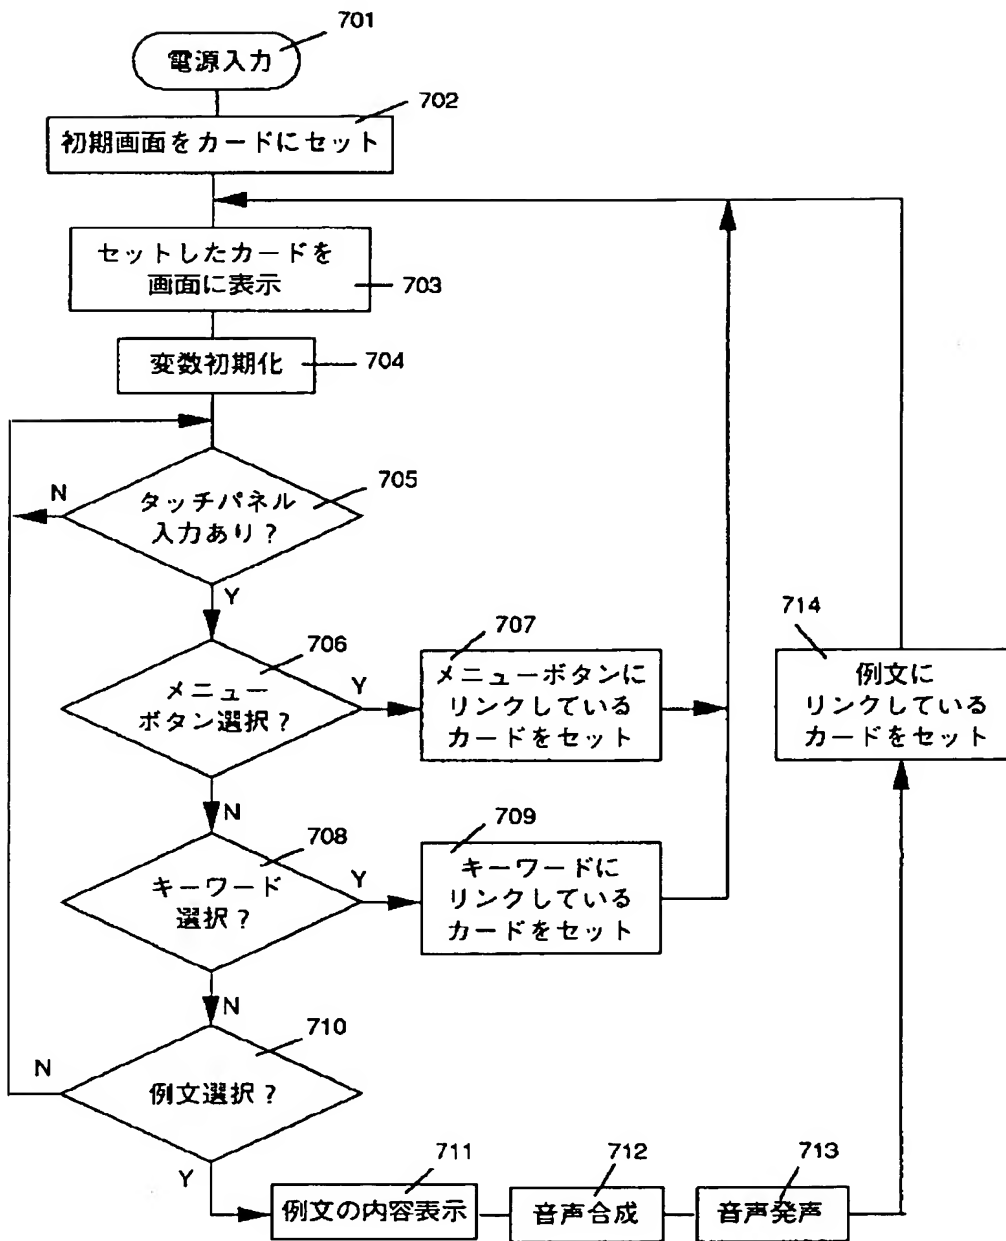 701
電源入力
702
初期画面をカードにセット
セットしたカードを
画面に表示
703
変数初期化
704
705
N
タッチパネル
入力あり？
Y
706
メニュー
ボタン選択？
Y
707
メニューボタンに
リンクしている
カードをセット
714
例文に
リンクしている
カードをセット
N
708
キーワード
選択？
Y
709
キーワードに
リンクしている
カードをセット
N
710
N
例文選択？
Y
711
例文の内容表示
712
音声合成
713
音声発声